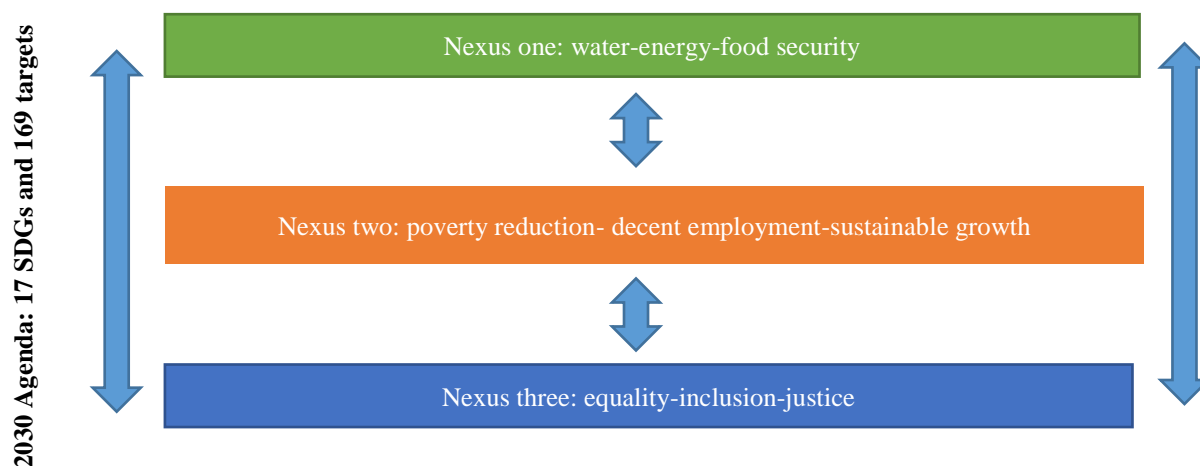 2030 Agenda: 17 SDGs and 169 targets
Nexus one: water-energy-food security
Nexus two: poverty reduction- decent employment-sustainable growth
Nexus three: equality-inclusion-justice